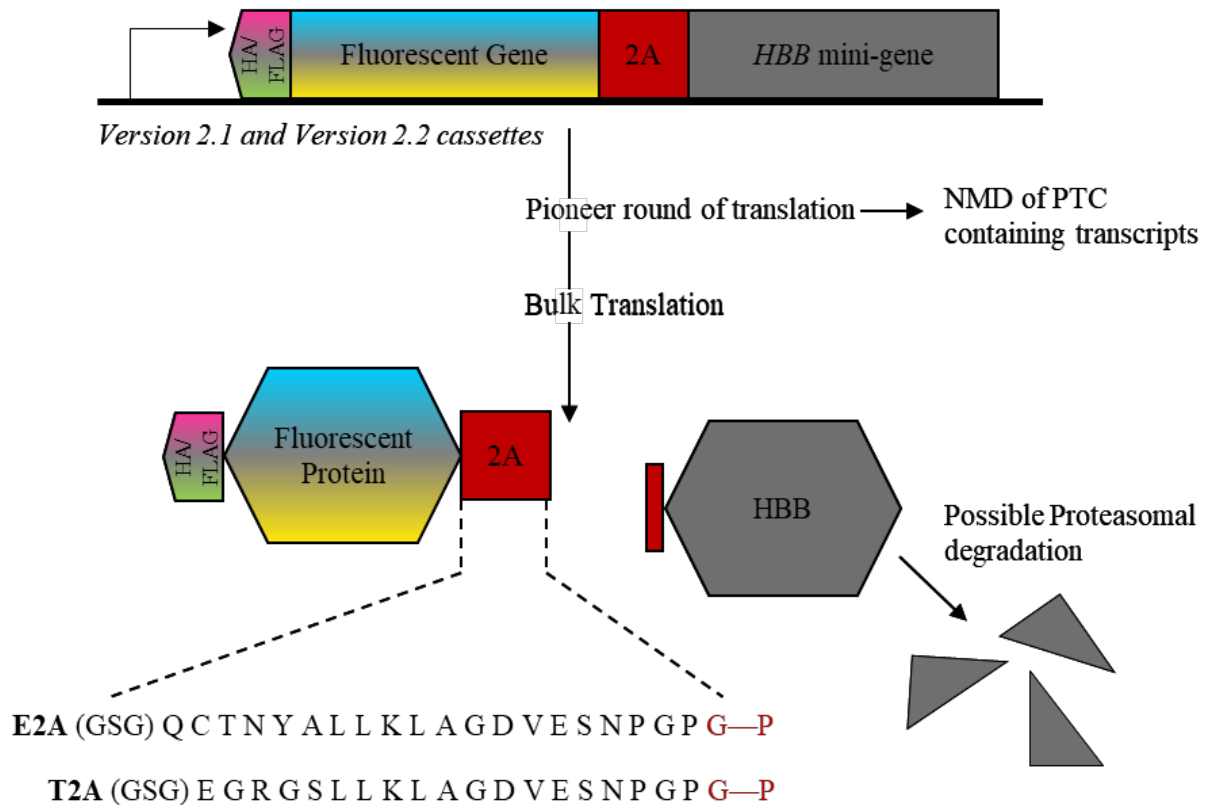 HA/
FLAG
Fluorescent Gene
2A
HBB mini-gene
Version 2.1 and Version 2.2 cassettes
Pioneer round of translation
NMD of PTC
containing transcripts
Bulk Translation
HA/
FLAG
Fluorescent
Protein
2A
HBB
Possible Proteasomal
degradation
E2A (GSG) Q C T N Y A L L K L A G D V E S N P G P G—P
T2A (GSG) E G R G S L L K L A G D V E S N P G P G—P